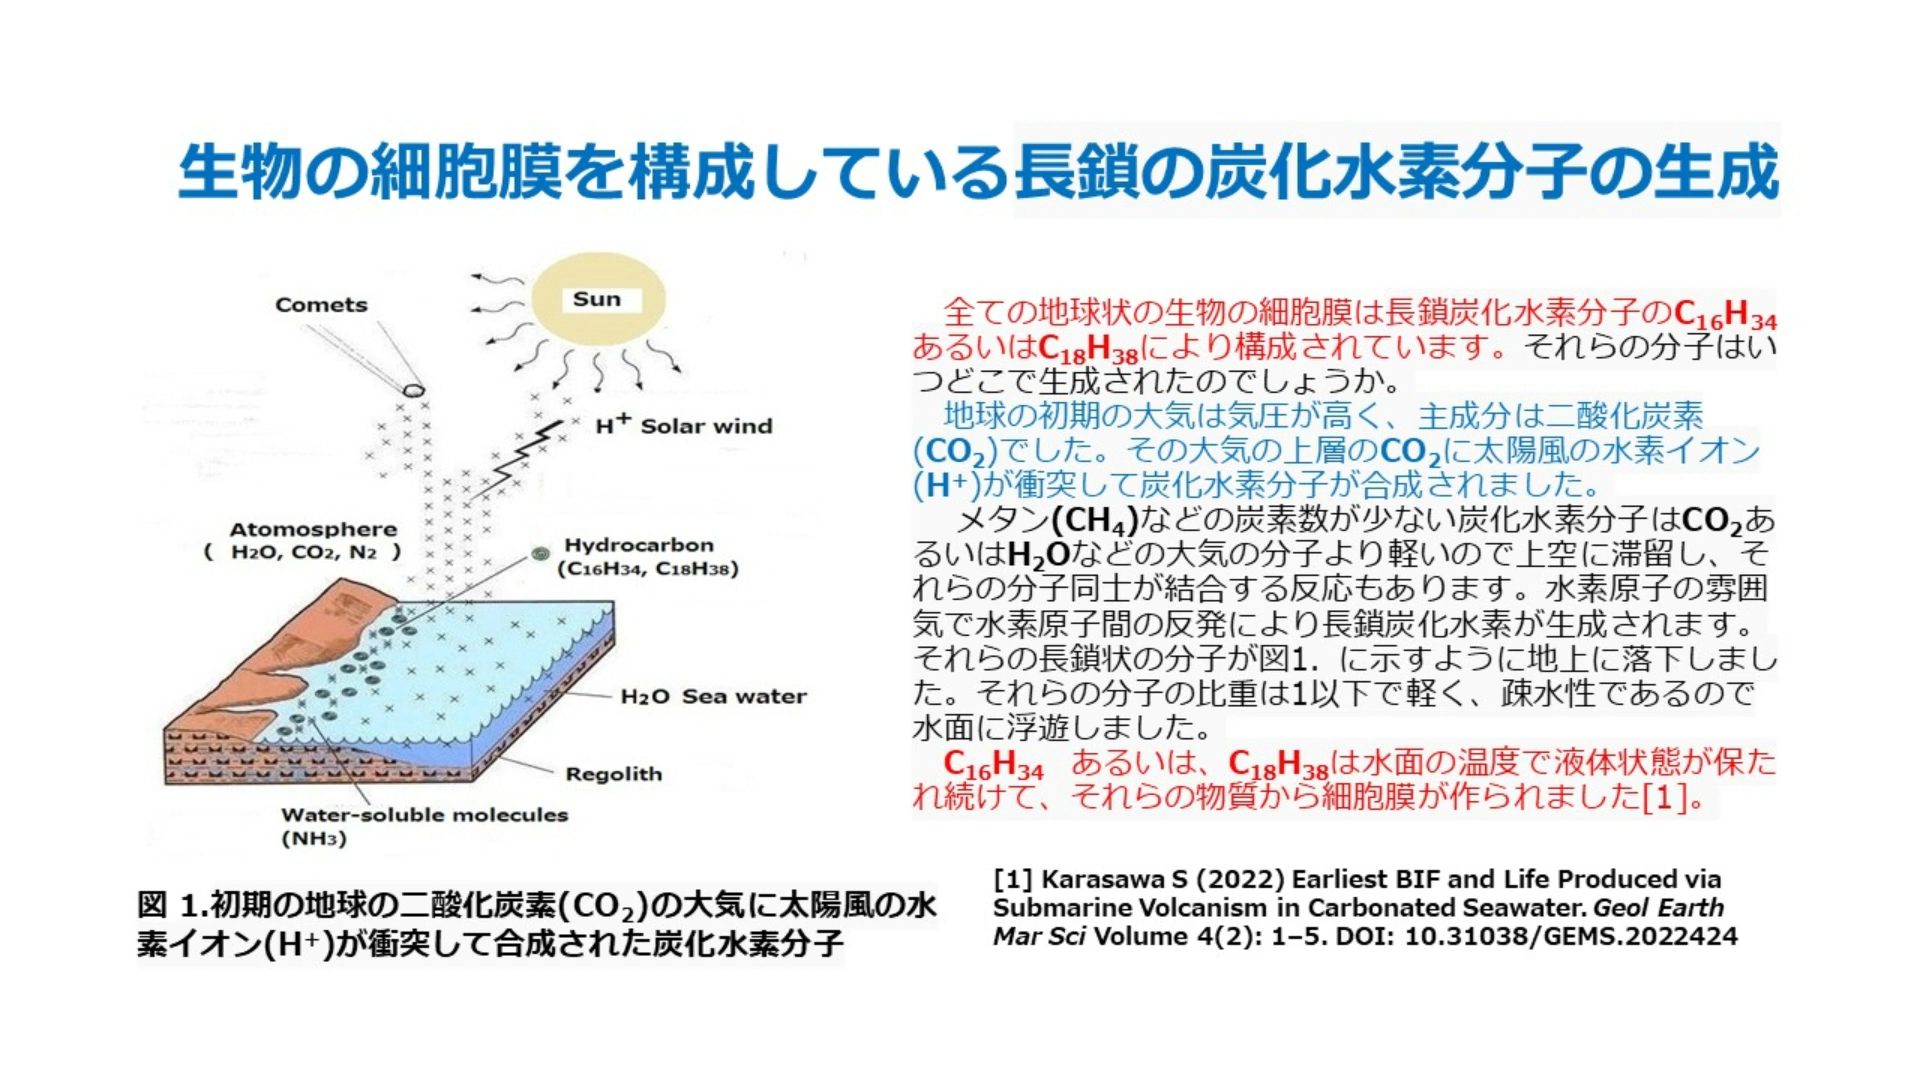 生物の細胞膜を構成している長鎖の炭化水素分子の生成
Comets
Sun
H+ Solar wind
Atomosphere
( H2O, CO2, N2 )
Hydrocarbon
(C16H34, C18H38)
H2O Sea water
Regolith
Water-soluble molecules
(NH3)
図 1.初期の地球の二酸化炭素(CO2)の大気に太陽風の水
素イオン(H+)が衝突して合成された炭化水素分子
全ての地球状の生物の細胞膜は長鎖炭化水素分子のC16H34
あるいはC18H38により構成されています。それらの分子はい
つどこで生成されたのでしょうか。
地球の初期の大気は気圧が高く、主成分は二酸化炭素
(CO2)でした。その大気の上層のCO2に太陽風の水素イオン
(H+)が衝突して炭化水素分子が合成されました。
メタン(CH4)などの炭素数が少ない炭化水素分子はCO2あ
るいはH2Oなどの大気の分子より軽いので上空に滞留し、そ
れらの分子同士が結合する反応もあります。水素原子の雰囲
気で水素原子間の反発により長鎖炭化水素が生成されます。
それらの長鎖状の分子が図1. に示すように地上に落下しまし
た。それらの分子の比重は1以下で軽く、疎水性であるので
水面に浮遊しました。
C16H34 あるいは、C18H38は水面の温度で液体状態が保た
れ続けて、それらの物質から細胞膜が作られました[1]。
[1] Karasawa S (2022) Earliest BIF and Life Produced via
Submarine Volcanism in Carbonated Seawater. Geol Earth
Mar Sci Volume 4(2): 1–5. DOI: 10.31038/GEMS.2022424